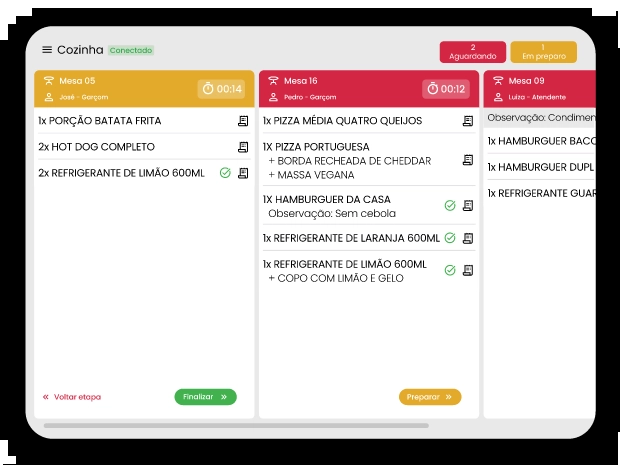 Cozinha Conectado
2
Aguardando
1
Em preparo
Mesa 05
José - Garçom
00:14
1x PORÇÃO BATATA FRITA
2x HOT DOG COMPLETO
2x REFRIGERANTE DE LIMÃO 600ML
Voltar etapa
Finalizar
Mesa 16
Pedro - Garçom
00:12
1x PIZZA MÉDIA QUATRO QUEIJOS
1X PIZZA PORTUGUESA
+ BORDA RECHEADA DE CHEDDAR
+ MASSA VEGANA
1X HAMBURGUER DA CASA
Observação: Sem cebola
1x REFRIGERANTE DE LARANJA 600ML
1x REFRIGERANTE DE LIMÃO 600ML
+ COPO COM LIMÃO E GELO
Preparar
Mesa 09
Luiza - Atendente
Observação: Condimen
1x HAMBURGUER BACO
1x HAMBURGUER DUPL
1x REFRIGERANTE GUAR